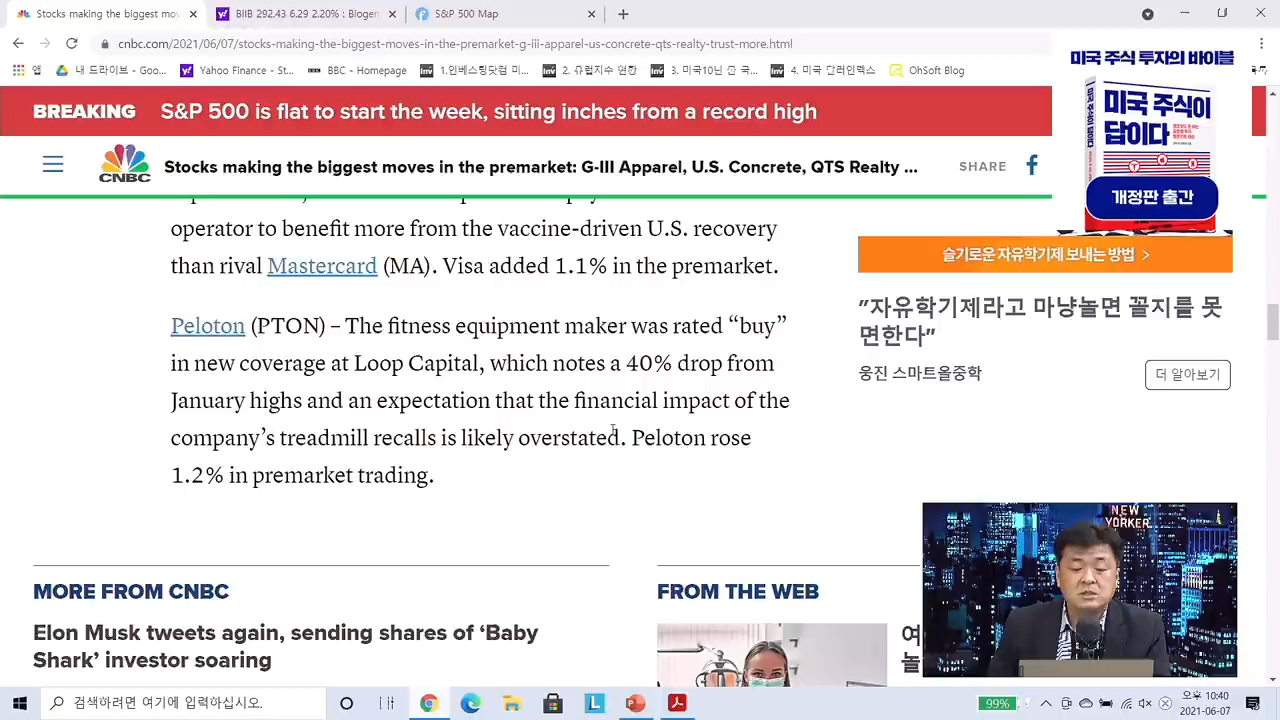 Stocks making the biggest mov
BIIB 292.43 6.29 2.20% : Biogen
S&P 500 Map
cnbc.com/2021/06/07/stocks-making-the-biggest-moves-in-the-premarket-g-iii-apparel-us-concrete-qts-realty-trust-more.html
앱
내 드라이브 - Goo...
Yahoo Finance - St...
BBC - Homepage
1.인베스팅닷컴 미...
2. 유럽지수 현황
3. 미국10년 만 국...
4. 미국 달러인덱스
OhSoft Blog
미국 주식 투자의 바이블
미국 주식이
답이다
개정판 출간
BREAKING S&P 500 is flat to start the week, sitting inches from a record high
CNBC
Stocks making the biggest moves in the premarket: G-III Apparel, U.S. Concrete, QTS Realty ...
SHARE
operator to benefit more from the vaccine-driven U.S. recovery
than rival Mastercard (MA). Visa added 1.1% in the premarket.
Peloton (PTON) – The fitness equipment maker was rated “buy”
in new coverage at Loop Capital, which notes a 40% drop from
January highs and an expectation that the financial impact of the
company’s treadmill recalls is likely overstated. Peloton rose
1.2% in premarket trading.
슬기로운 자유학기제 보내는 방법 >
"자유학기제라고 마냥놀면 꼴지를 못
면한다"
웅진 스마트올중학
더 알아보기
NEW
YORKER
MORE FROM CNBC
Elon Musk tweets again, sending shares of ‘Baby
Shark’ investor soaring
FROM THE WEB
여
놀
검색하려면 여기에 입력하십시오.
99%
오후 10:40
2021-06-07